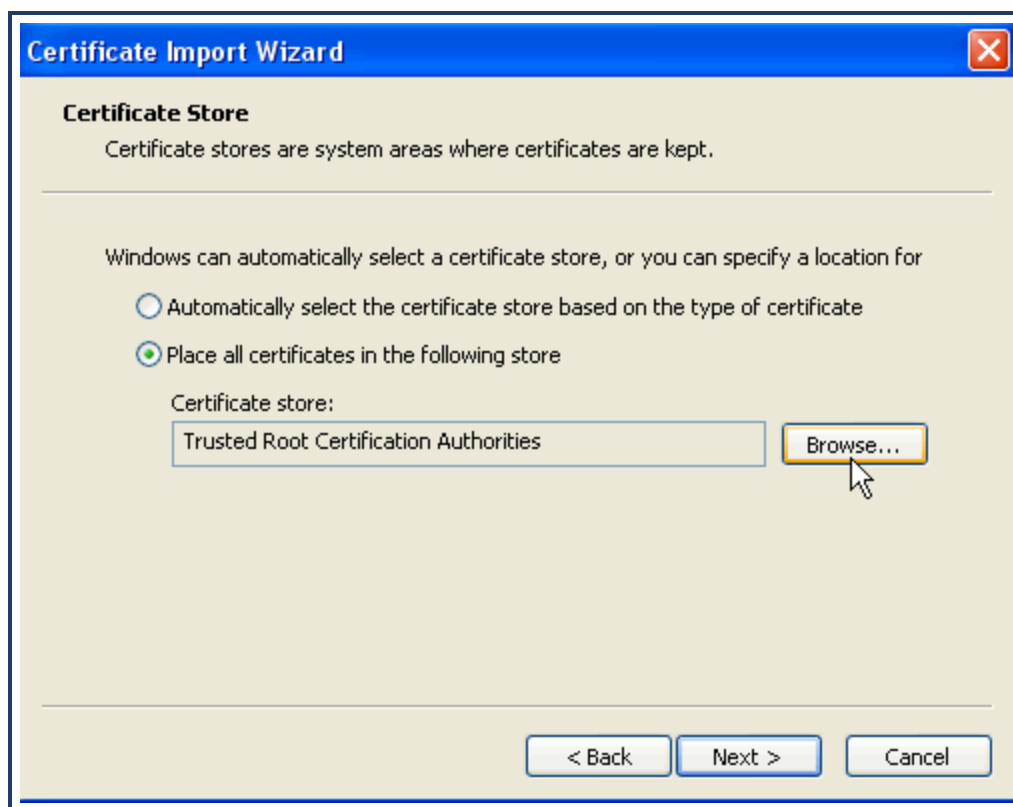 Certificate Import Wizard
Certificate Store
Certificate stores are system areas where certificates are kept.
Windows can automatically select a certificate store, or you can specify a location for
Automatically select the certificate store based on the type of certificate
Place all certificates in the following store
Certificate store:
Trusted Root Certification Authorities
Browse...
< Back
Next >
Cancel